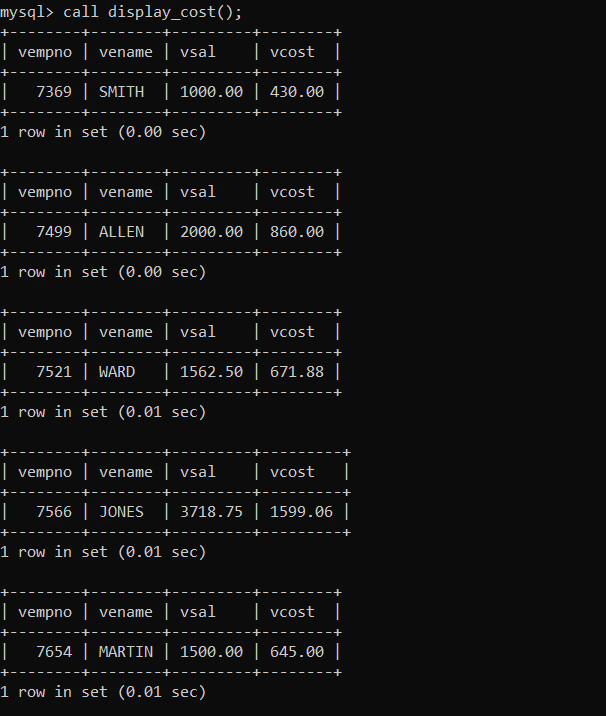 mysql> call display_cost();
+--------+--------+---------+--------+
| vempno | vename | vsal    | vcost  |
+--------+--------+---------+--------+
|   7369 | SMITH  | 1000.00 | 430.00 |
+--------+--------+---------+--------+
1 row in set (0.00 sec)

+--------+--------+---------+--------+
| vempno | vename | vsal    | vcost  |
+--------+--------+---------+--------+
|   7499 | ALLEN  | 2000.00 | 860.00 |
+--------+--------+---------+--------+
1 row in set (0.00 sec)

+--------+--------+---------+--------+
| vempno | vename | vsal    | vcost  |
+--------+--------+---------+--------+
|   7521 | WARD   | 1562.50 | 671.88 |
+--------+--------+---------+--------+
1 row in set (0.01 sec)

+--------+--------+---------+---------+
| vempno | vename | vsal    | vcost   |
+--------+--------+---------+---------+
|   7566 | JONES  | 3718.75 | 1599.06 |
+--------+--------+---------+---------+
1 row in set (0.01 sec)

+--------+--------+---------+--------+
| vempno | vename | vsal    | vcost  |
+--------+--------+---------+--------+
|   7654 | MARTIN | 1500.00 | 645.00 |
+--------+--------+---------+--------+
1 row in set (0.01 sec)